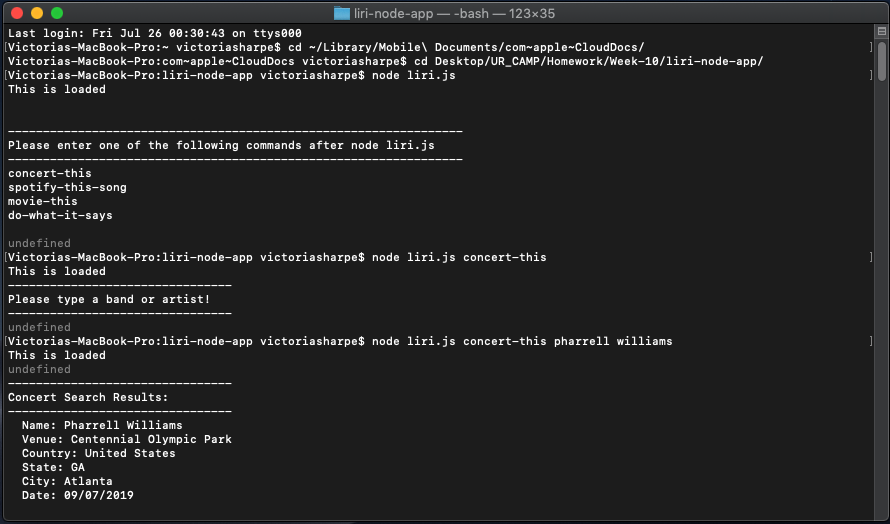 liri-node-app — -bash — 123×35
Last login: Fri Jul 26 00:30:43 on ttys000
[Victorias-MacBook-Pro:~ victoriasharpe$ cd ~/Library/Mobile\ Documents/com~apple~CloudDocs/ ]
Victorias-MacBook-Pro:com~apple~CloudDocs victoriasharpe$ cd Desktop/UR_CAMP/Homework/Week-10/liri-node-app/
[Victorias-MacBook-Pro:liri-node-app victoriasharpe$ node liri.js ]
This is loaded
-----------------------------------------------------------------
Please enter one of the following commands after node liri.js
-----------------------------------------------------------------
concert-this
spotify-this-song
movie-this
do-what-it-says
undefined
[Victorias-MacBook-Pro:liri-node-app victoriasharpe$ node liri.js concert-this ]
This is loaded
--------------------------------
Please type a band or artist!
--------------------------------
undefined
[Victorias-MacBook-Pro:liri-node-app victoriasharpe$ node liri.js concert-this pharrell williams ]
This is loaded
undefined
--------------------------------
Concert Search Results:
--------------------------------
Name: Pharrell Williams
Venue: Centennial Olympic Park
Country: United States
State: GA
City: Atlanta
Date: 09/07/2019